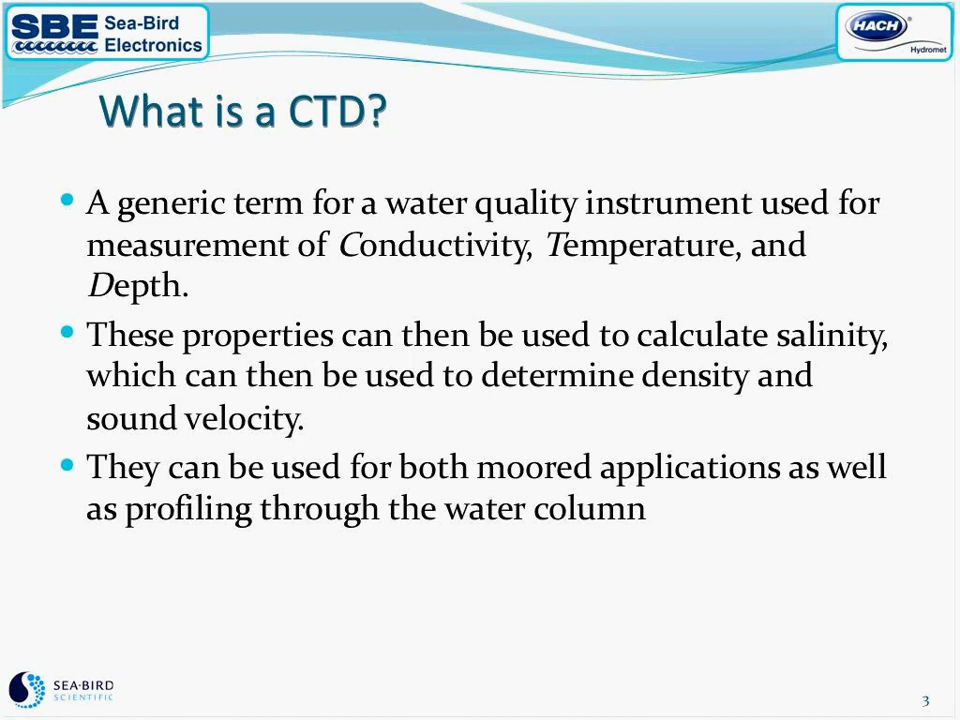 SBE Sea-Bird
Electronics
HACH®
Hydromet
What is a CTD?
• A generic term for a water quality instrument used for
measurement of Conductivity, Temperature, and
Depth.
• These properties can then be used to calculate salinity,
which can then be used to determine density and
sound velocity.
• They can be used for both moored applications as well
as profiling through the water column
SEA·BIRD
SCIENTIFIC
3